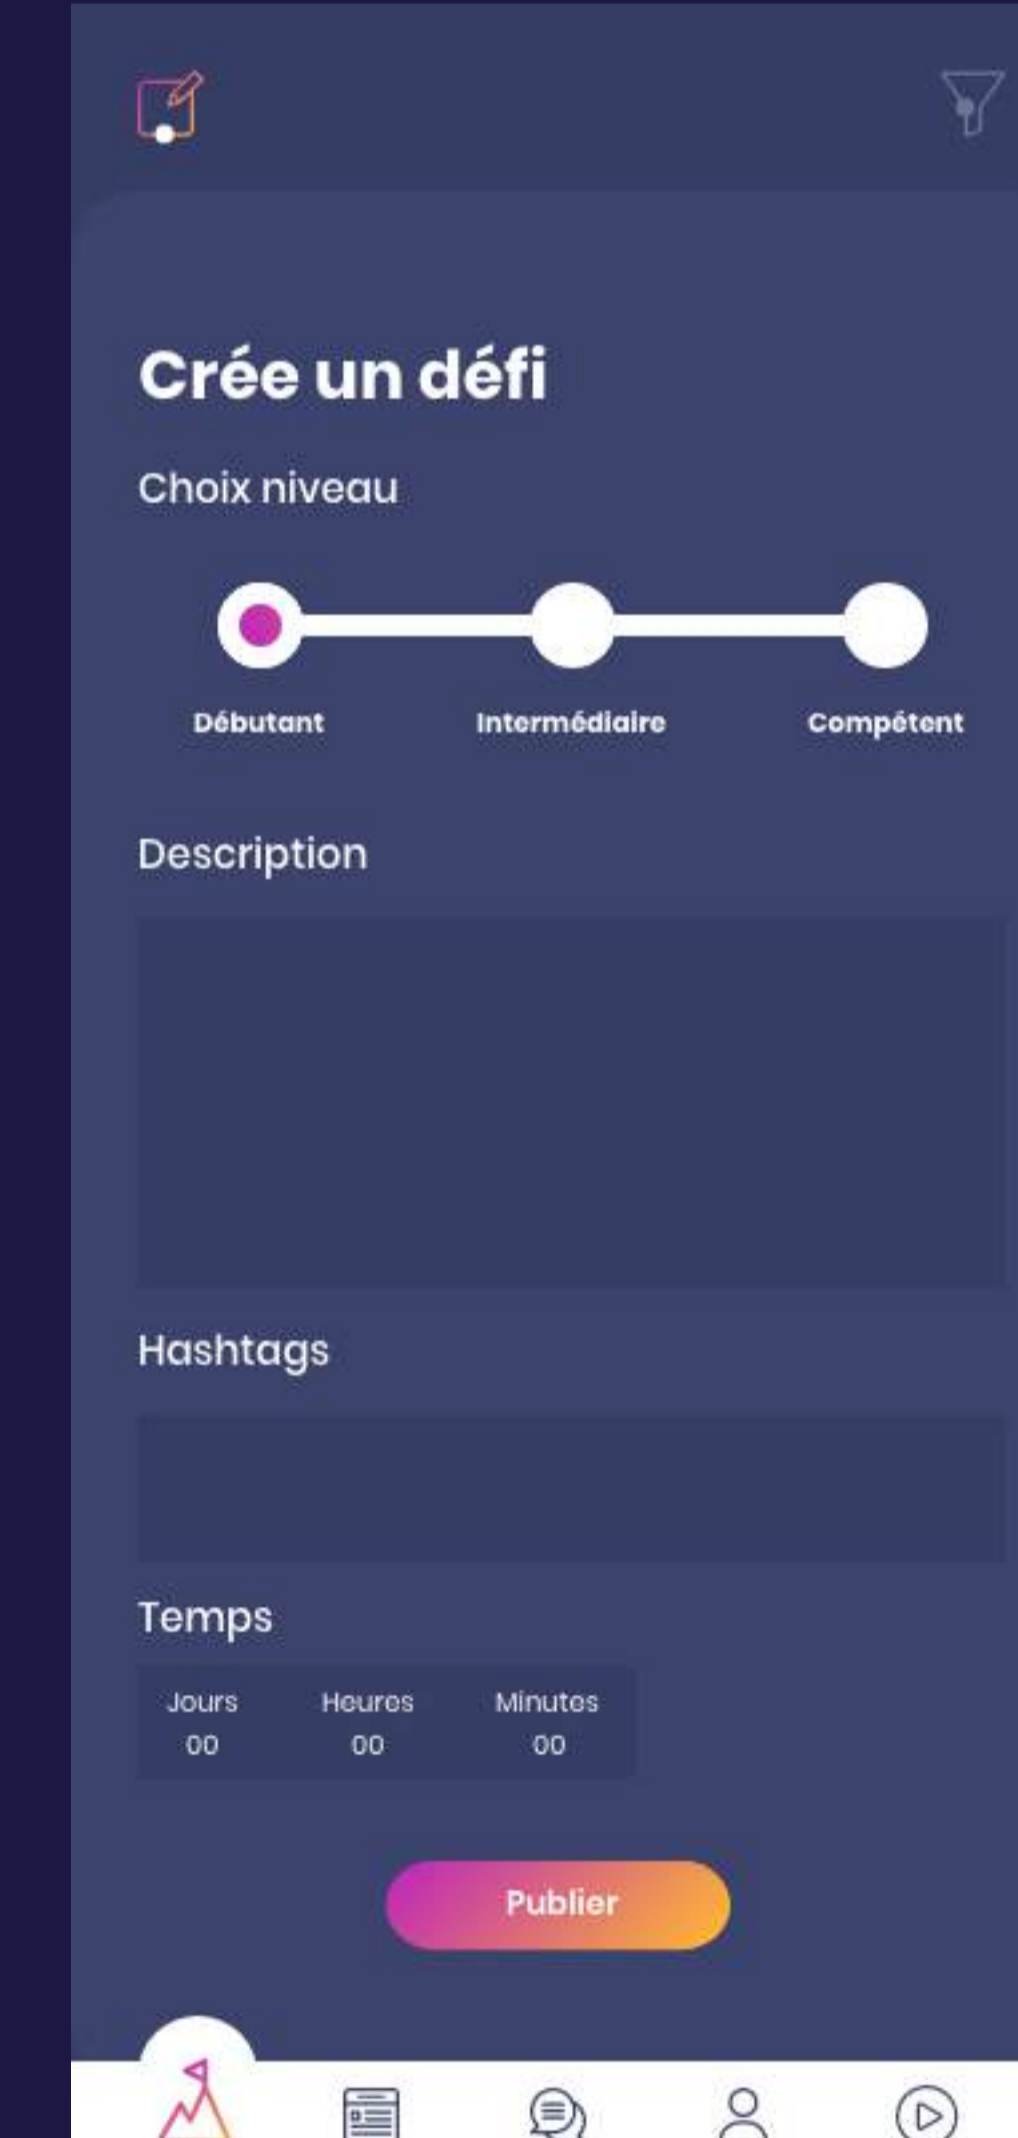 Crée un défi
Choix niveau
Débutant Intermédiaire Compétent
Description
Hashtags
Temps
Jours Heures Minutes
00 00 00
Publier